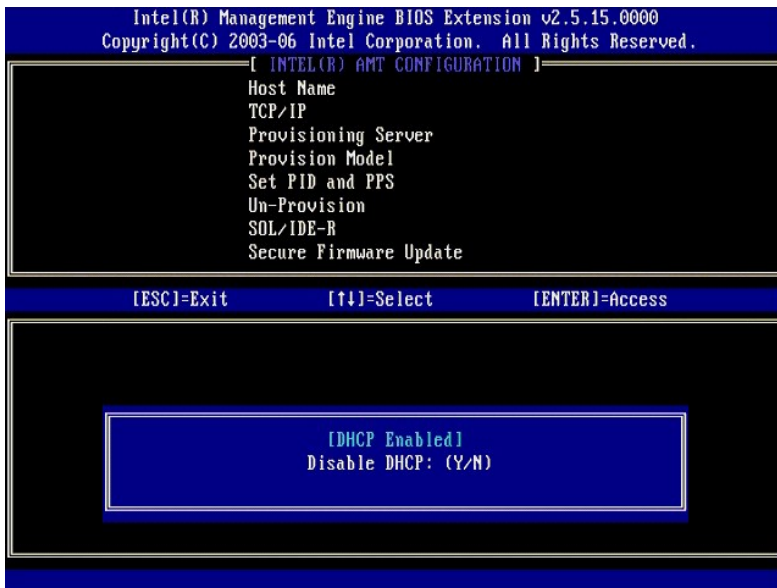 Intel(R) Management Engine BIOS Extension v2.5.15.0000
Copyright(C) 2003-06 Intel Corporation. All Rights Reserved.
[ INTEL(R) AMT CONFIGURATION ]
Host Name
TCP/IP
Provisioning Server
Provision Model
Set PID and PPS
Un-Provision
SOL/IDE-R
Secure Firmware Update
[ESC]=Exit [↑↓]=Select [ENTER]=Access
[DHCP Enabled]
Disable DHCP: (Y/N)